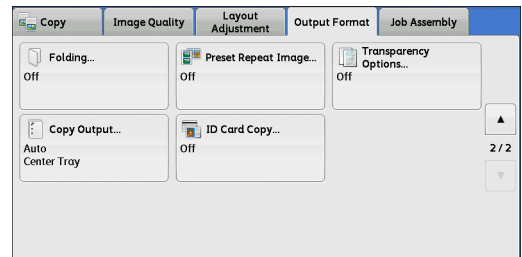 Copy
Image Quality
Layout
Adjustment
Output Format
Job Assembly
Folding...
Off
Preset Repeat Image...
Off
Transparency
Options...
Off
Copy Output...
Auto
Center Tray
ID Card Copy...
Off
2 / 2